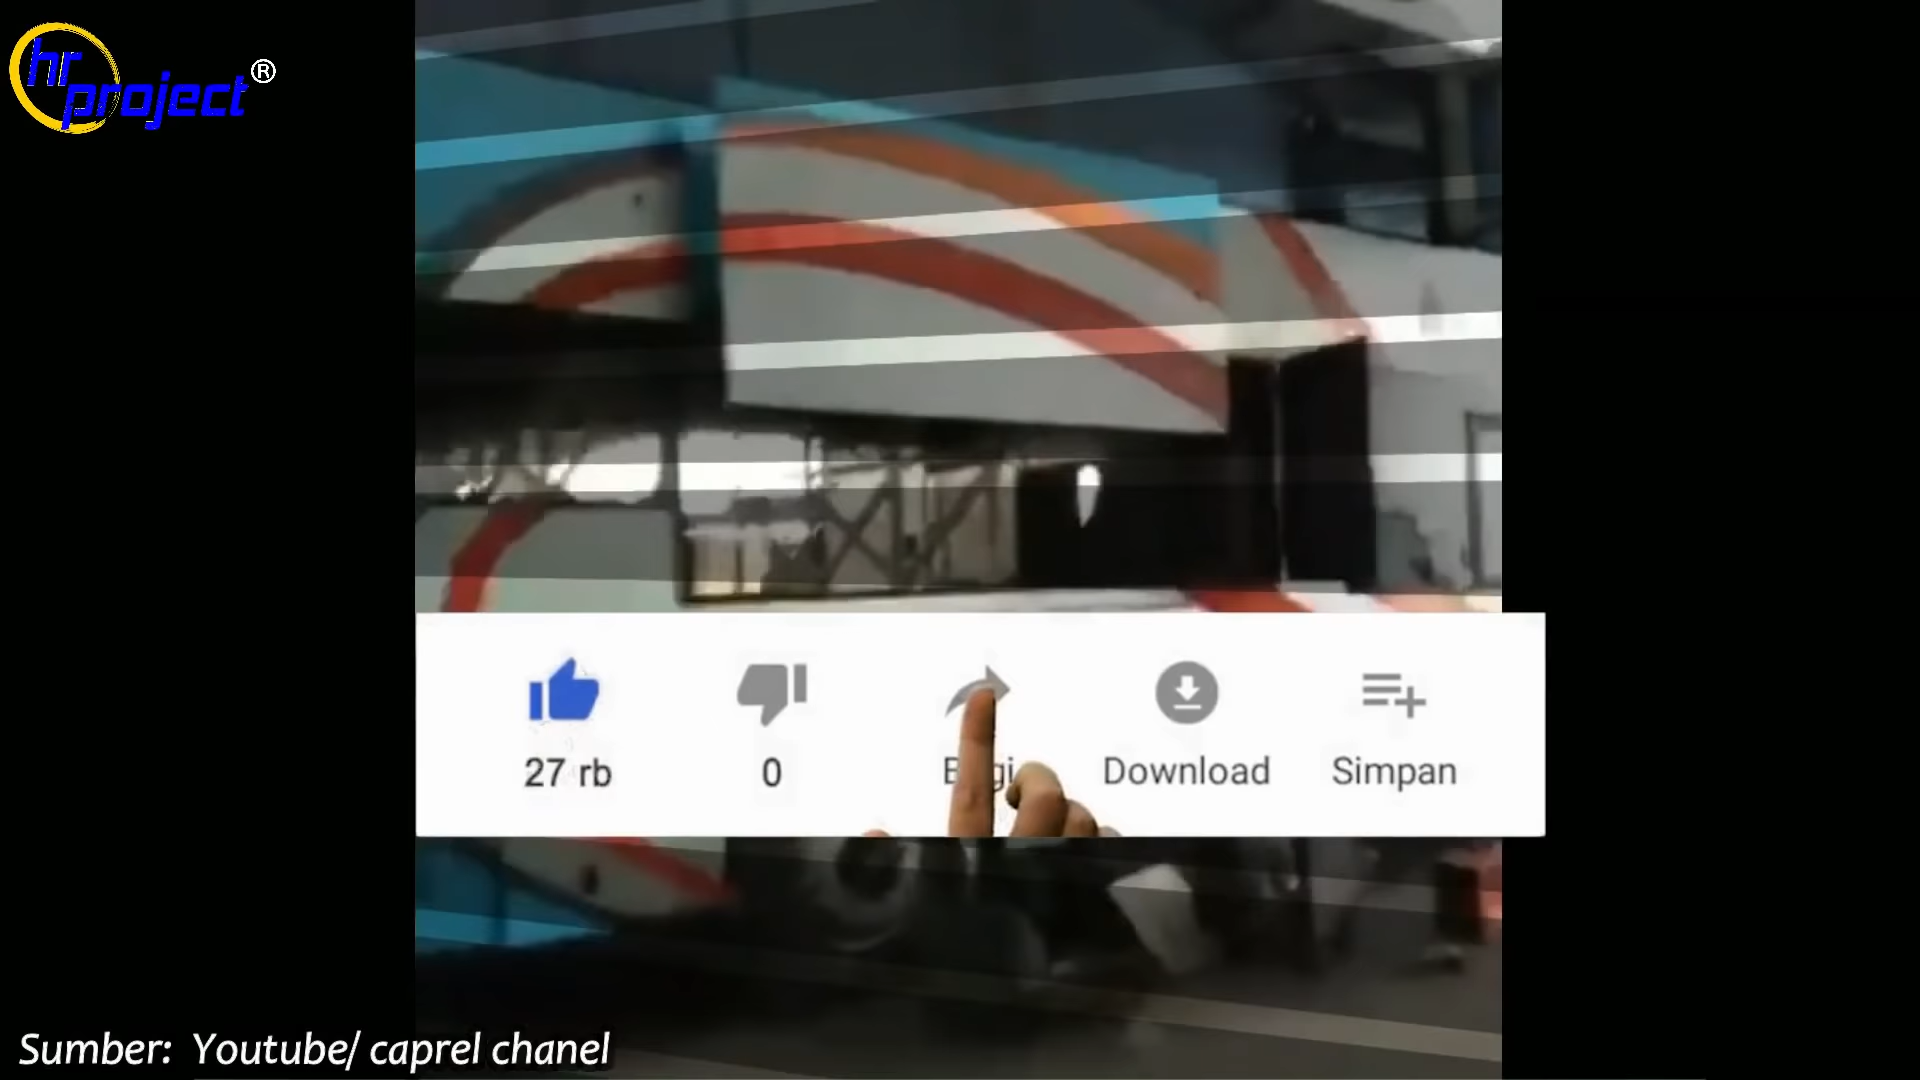 hr
project®
27 rb
0
Download
Simpan
Sumber: Youtube/ caprel chanel